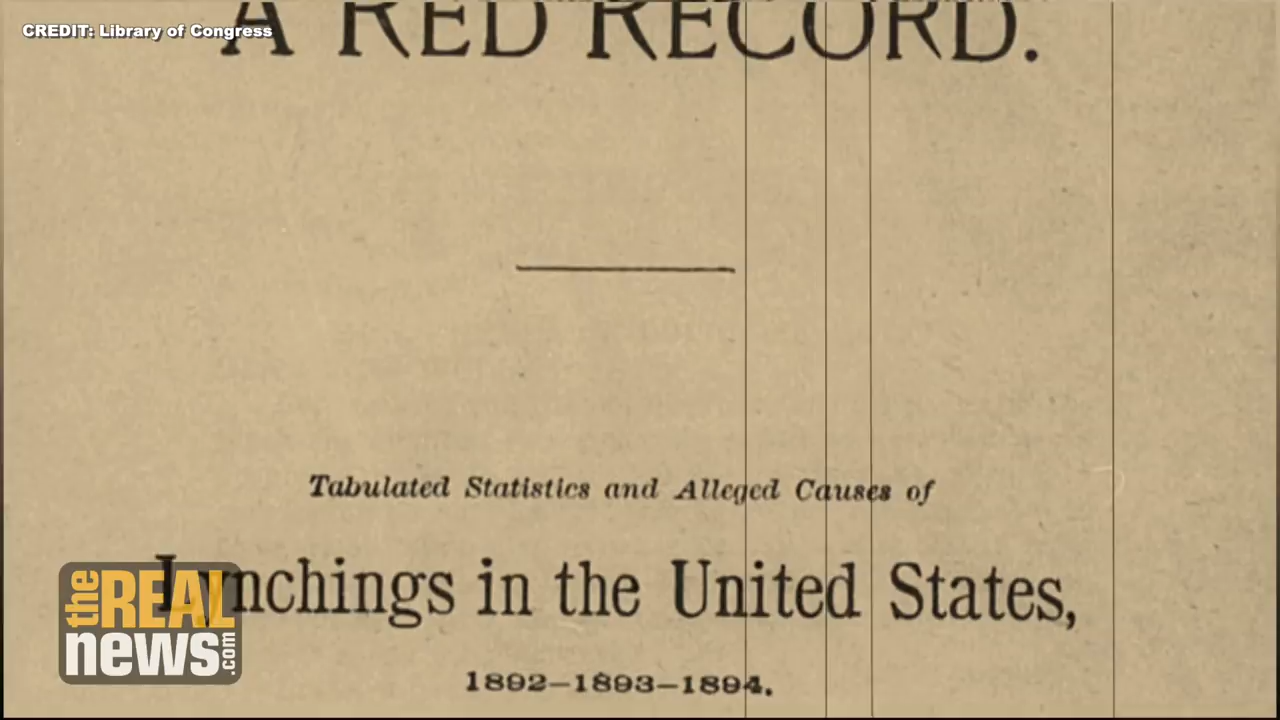 CREDIT: Library of Congress
A RED RECORD.
Tabulated Statistics and Alleged Causes of
Lynchings in the United States,
1892–1893–1894.
the REAL
news.com